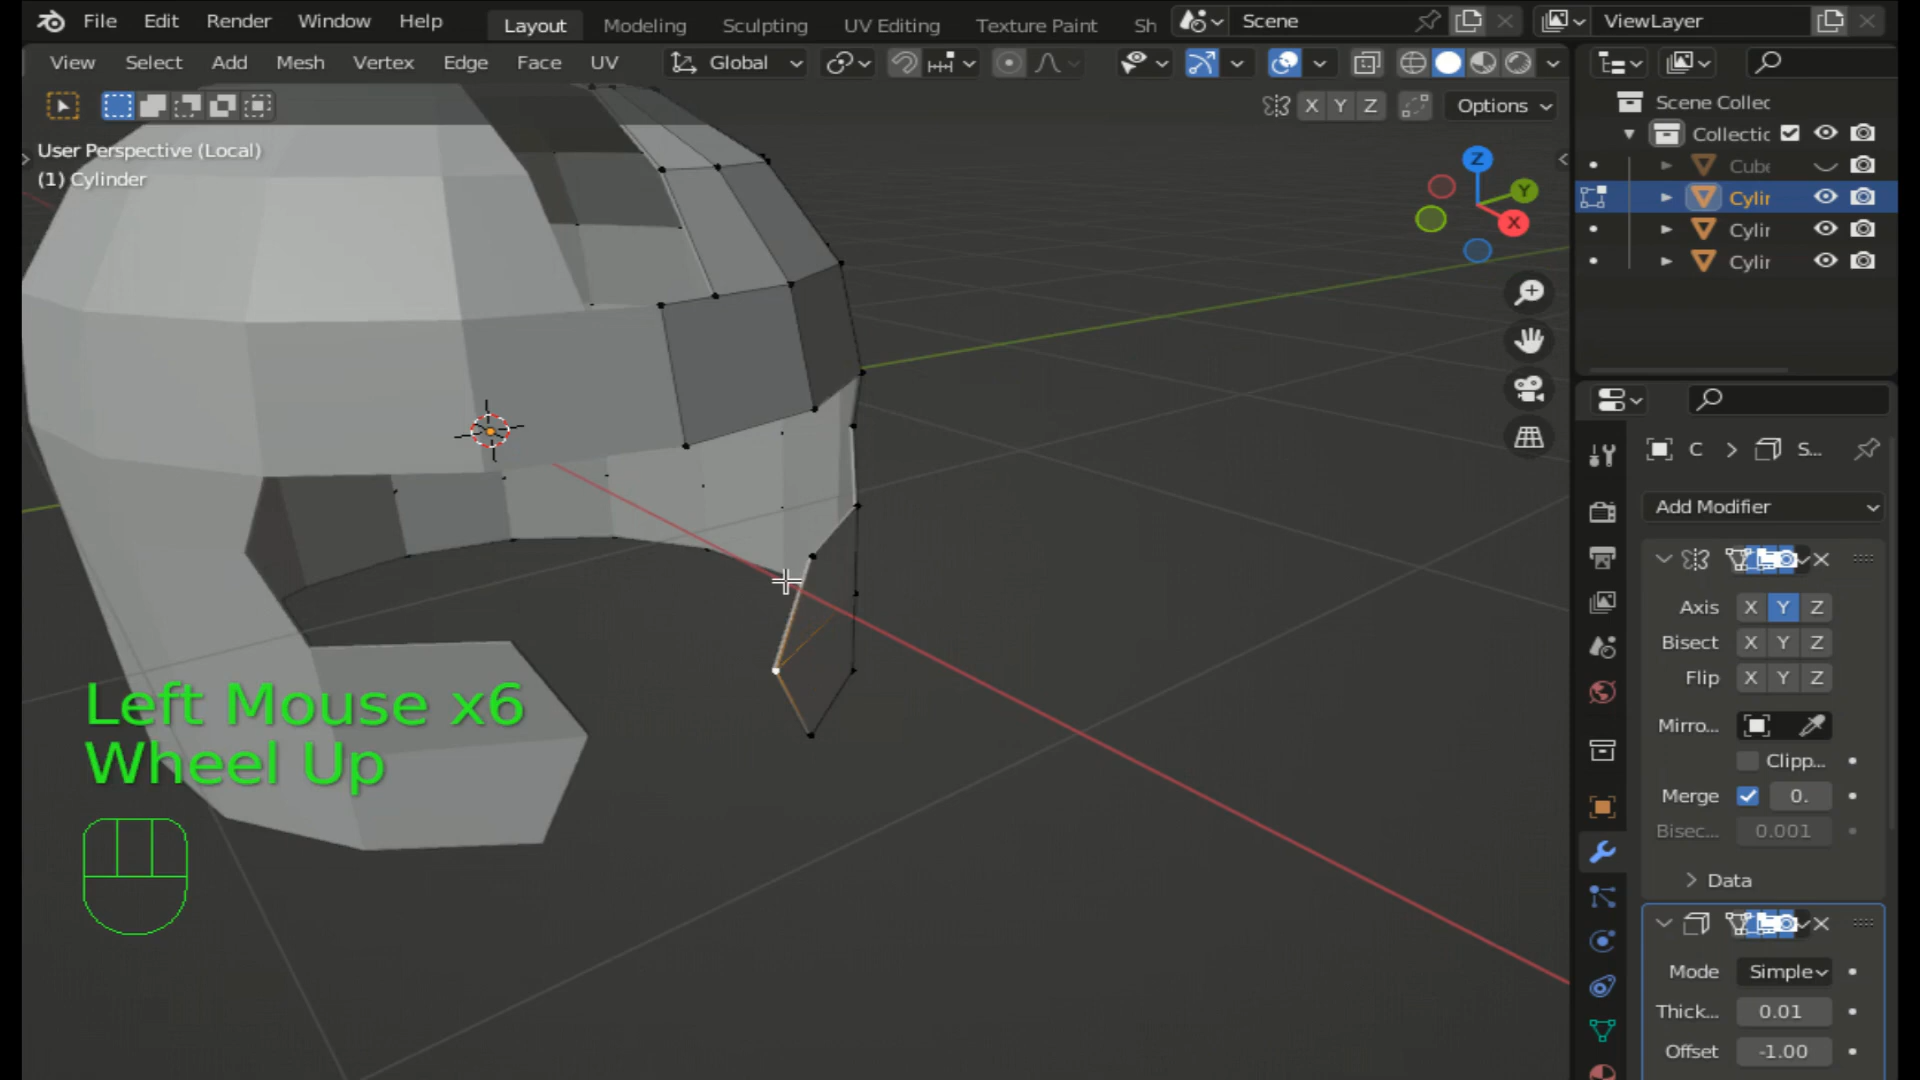 File Edit Render Window Help Layout Modeling Sculpting UV Editing Texture Paint Sh Scene ViewLayer
View Select Add Mesh Vertex Edge Face UV Global
X Y Z Options
User Perspective (Local)
(1) Cylinder
Z
Y
X
Scene Collec
Collectic
Cube
Cylir
Cylir
Cylir
C > S...
Add Modifier
Axis X Y Z
Bisect X Y Z
Flip X Y Z
Mirro...
Clipp...
Merge 0.
Bisec... 0.001
Data
Mode Simple
Thick... 0.01
Offset -1.00
Left Mouse x6
Wheel Up